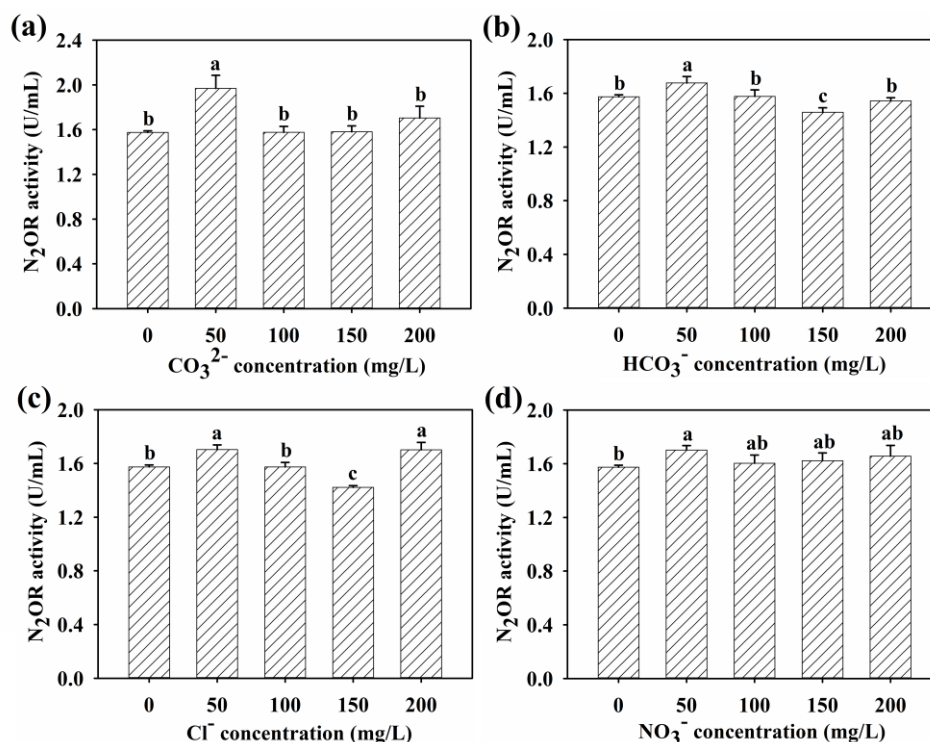 (a)
N₂OR activity (U/mL)
2.4
2.0
1.6
1.2
0.8
0.4
0.0
b
a
b
b
b
0 50 100 150 200
CO₃²⁻ concentration (mg/L)
(b)
N₂OR activity (U/mL)
2.0
1.6
1.2
0.8
0.4
0.0
b
a
b
c
b
0 50 100 150 200
HCO₃⁻ concentration (mg/L)
(c)
N₂OR activity (U/mL)
2.0
1.6
1.2
0.8
0.4
0.0
b
a
b
c
a
0 50 100 150 200
Cl⁻ concentration (mg/L)
(d)
N₂OR activity (U/mL)
2.0
1.6
1.2
0.8
0.4
0.0
b
a
ab
ab
ab
0 50 100 150 200
NO₃⁻ concentration (mg/L)